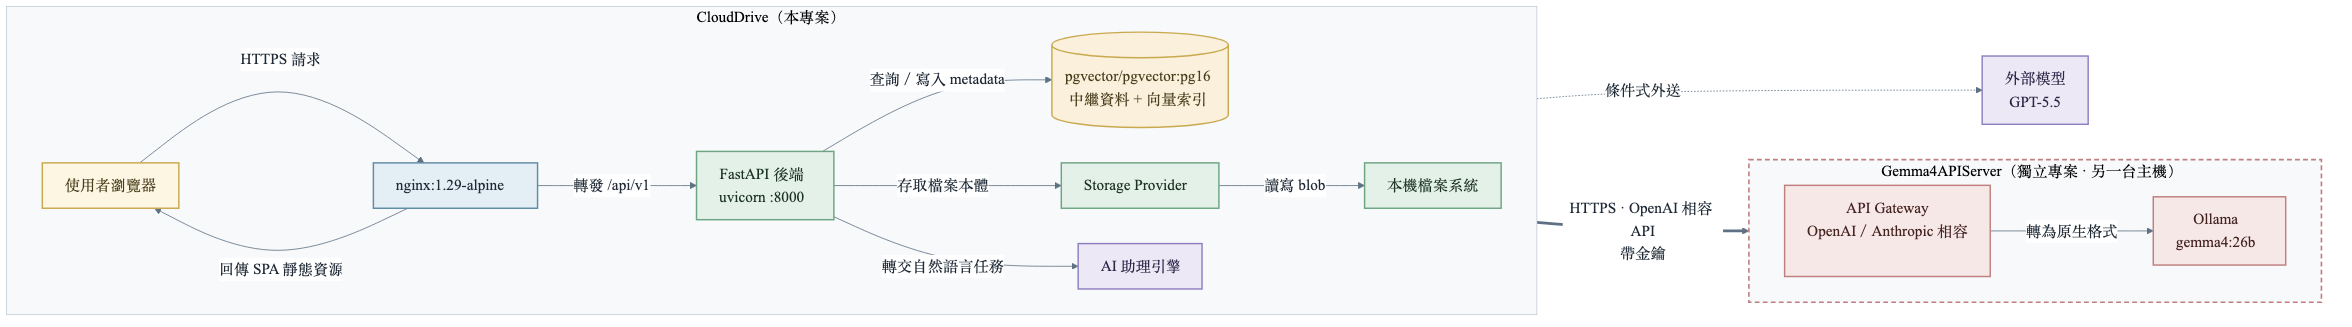 CloudDrive（本專案）
HTTPS 請求
使用者瀏覽器
nginx:1.29-alpine
回傳 SPA 靜態資源
轉發 /api/v1
FastAPI 後端
uvicorn :8000
查詢 / 寫入 metadata
pgvector/pgvector:pg16
中繼資料 + 向量索引
存取檔案本體
Storage Provider
讀寫 blob
本機檔案系統
轉交自然語言任務
AI 助理引擎
條件式外送
外部模型
GPT-5.5
HTTPS · OpenAI 相容
API
帶金鑰
Gemma4APIServer（獨立專案 · 另一台主機）
API Gateway
OpenAI / Anthropic 相容
轉為原生格式
Ollama
gemma4:26b